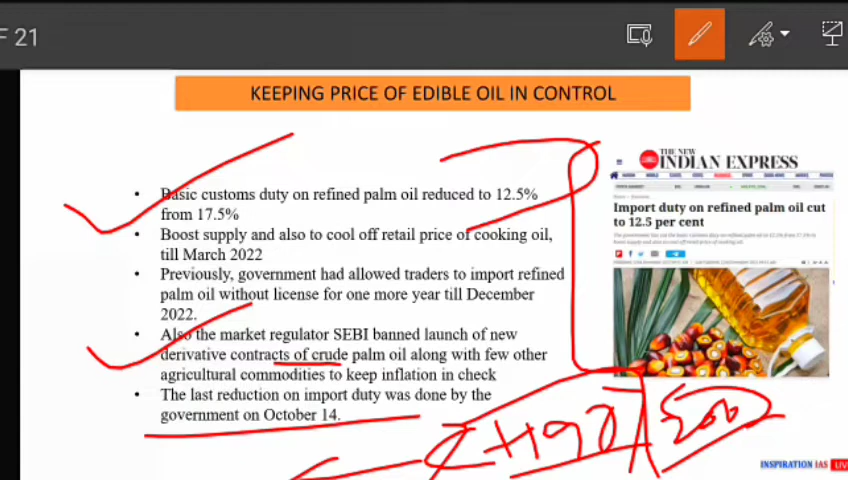 F 21
KEEPING PRICE OF EDIBLE OIL IN CONTROL
• Basic customs duty on refined palm oil reduced to 12.5%
from 17.5%
• Boost supply and also to cool off retail price of cooking oil,
till March 2022
• Previously, government had allowed traders to import refined
palm oil without license for one more year till December
2022.
• Also the market regulator SEBI banned launch of new
derivative contracts of crude palm oil along with few other
agricultural commodities to keep inflation in check
• The last reduction on import duty was done by the
government on October 14.
THE NEW
INDIAN EXPRESS
Import duty on refined palm oil cut
to 12.5 per cent
INSPIRATION IAS LIV